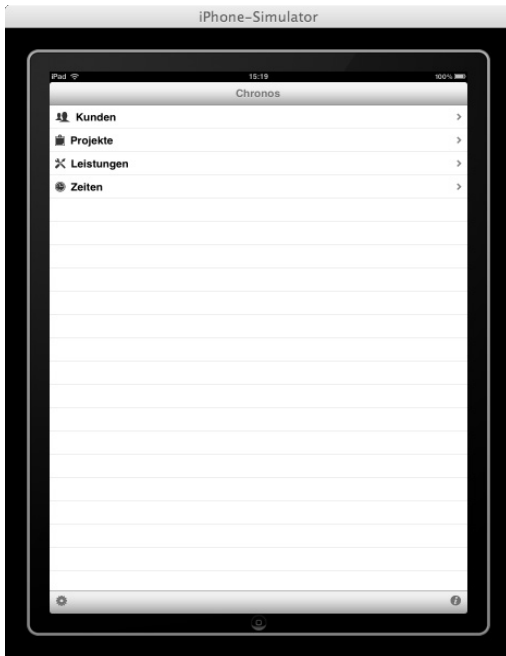 iPhone-Simulator
iPad 15:19 100%
Chronos
Kunden
Projekte
Leistungen
Zeiten